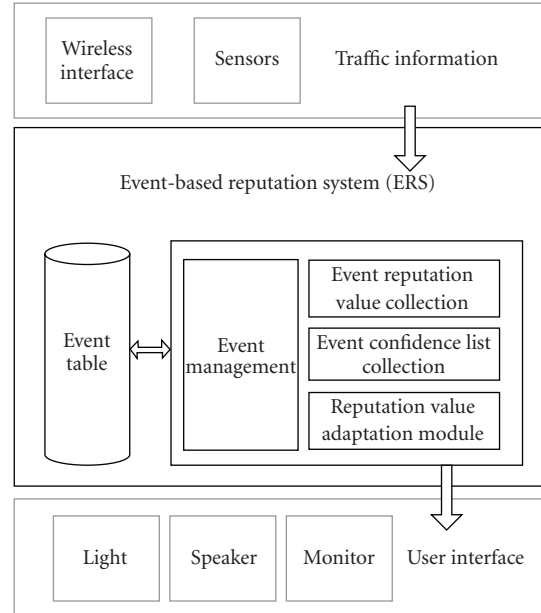 Wireless
interface
Sensors
Traffic information
Event-based reputation system (ERS)
Event
table
Event
management
Event reputation
value collection
Event confidence list
collection
Reputation value
adaptation module
Light
Speaker
Monitor
User interface